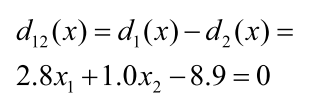 d₁₂(x) = d₁(x) − d₂(x) =
2.8x₁ + 1.0x₂ − 8.9 = 0